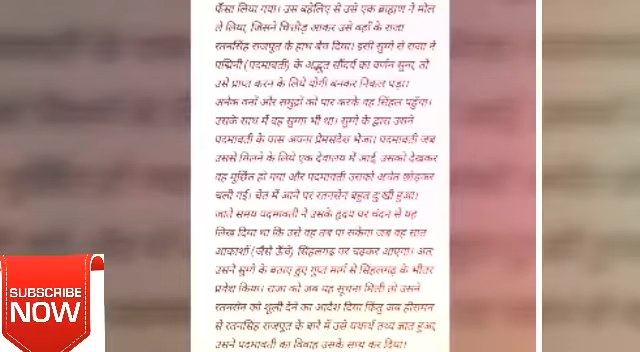 फँसा लिया गया। उस बहेलिए से उसे एक ब्राह्मण ने मोल
ले लिया, जिसने चित्तौड़ आकर उसे वहाँ के राजा
रतनसिंह राजपूत के हाथ बेच दिया। इसी सुग्गे से राजा ने
पद्मिनी (पदमावती) के अद्भुत सौंदर्य का वर्णन सुना, तो
उसे प्राप्त करन के लिये योगी बनकर निकल पड़ा।
अनेक वनों और समुद्रों को पार करके वह सिंहल पहुँचा।
उसके साथ में वह सुग्गा भी था। सुग्गे के द्वारा उसने
पदमावती के पास अपना प्रेमसंदेश भेजा। पदमावती जब
उससे मिलने के लिये एक देवालय में आई, उसको देखकर
वह मूर्छित हो गया और पदमावती उसको अचेत छोड़कर
चली गई। चेत में आने पर रतनसेन बहुत दुःखी हुआ।
जाते समय पदमावती ने उसके हृदय पर चंदन से यह
लिख दिया था कि उसे वह तब पा सकेगा जब वह सात
आकाशों (जैसे ऊँचे) सिंहलगढ़ पर चढ़कर आएगा। अतः
उसने सुग्गे के बताए हुए गुप्त मार्ग से सिंहलगढ़ के भीतर
प्रवेश किया। राजा को जब यह सूचना मिली तो उसने
रतनसेन को शूली देने का आदेश दिया किंतु जब हीरामन
से रतनसिंह राजपूत के बारे में उसे यथार्थ तथ्य ज्ञात हुआ,
उसने पदमावती का विवाह उसके साथ कर दिया।
SUBSCRIBE
NOW